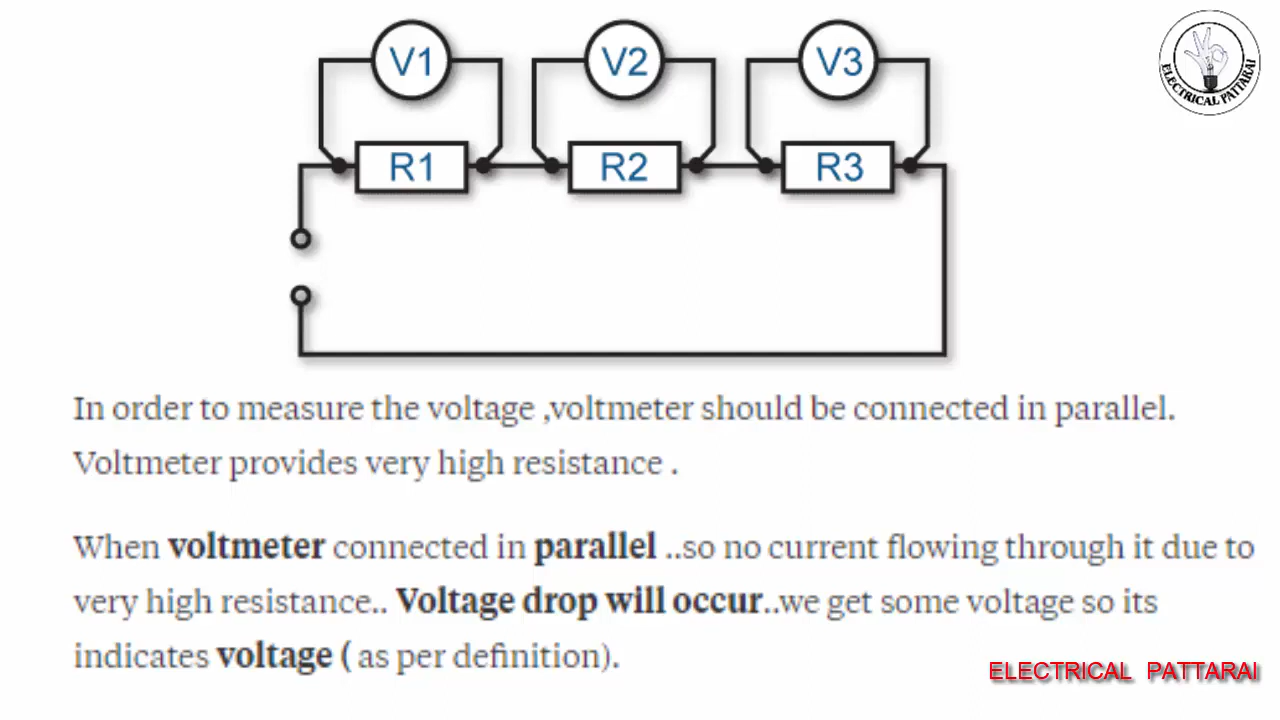 V1 V2 V3
R1 R2 R3
ELECTRICAL PATTARAI
In order to measure the voltage ,voltmeter should be connected in parallel.
Voltmeter provides very high resistance .
When voltmeter connected in parallel ..so no current flowing through it due to
very high resistance.. Voltage drop will occur..we get some voltage so its
indicates voltage ( as per definition).
ELECTRICAL PATTARAI